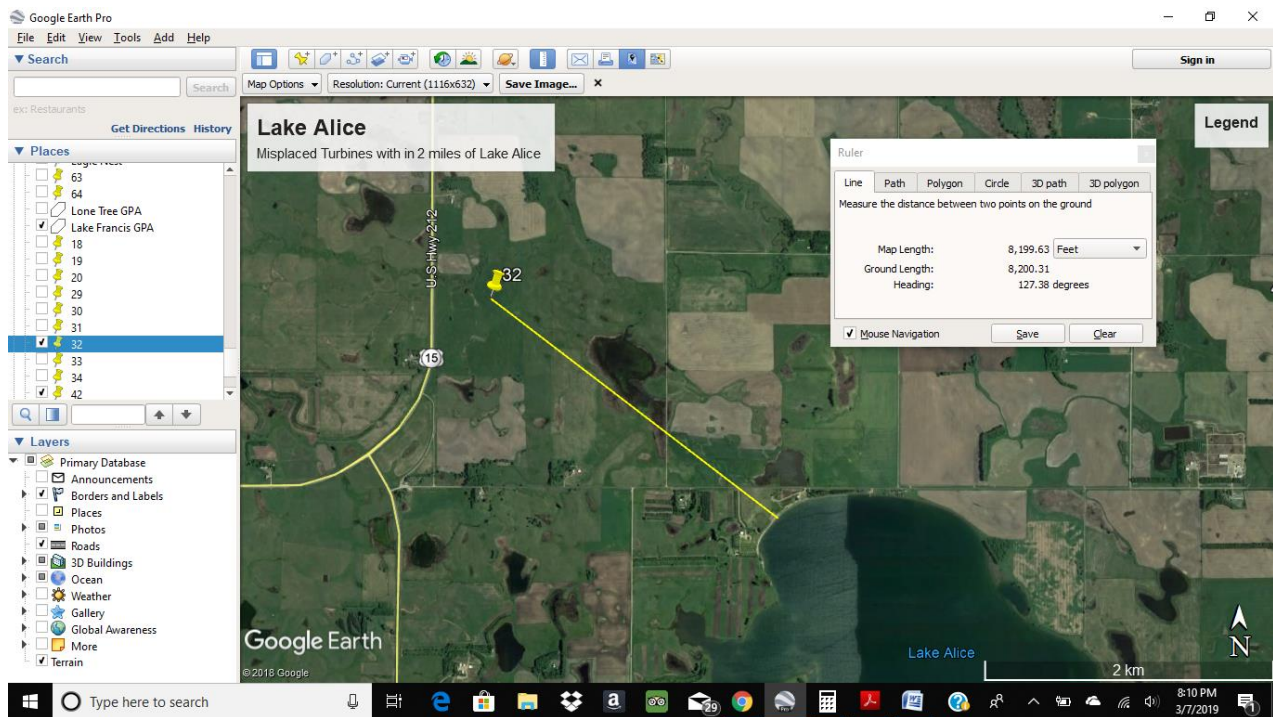 Google Earth Pro
File Edit View Tools Add Help
▼ Search
Search
ex: Restaurants
Get Directions History
▼ Places
Eagle Nest
63
64
Lone Tree GPA
Lake Francis GPA
18
19
20
29
30
31
32
33
34
42
▼ Layers
Primary Database
Announcements
Borders and Labels
Places
Photos
Roads
3D Buildings
Ocean
Weather
Gallery
Global Awareness
More
Terrain
Sign in
Map Options Resolution: Current (1116x632) Save Image...
Lake Alice
Misplaced Turbines with in 2 miles of Lake Alice
Legend
Ruler
Line Path Polygon Circle 3D path 3D polygon
Measure the distance between two points on the ground
Map Length: 8,199.63 Feet
Ground Length: 8,200.31
Heading: 127.38 degrees
Mouse Navigation Save Clear
U.S Hwy 212
32
15
Lake Alice
Google Earth
©2018 Google
N
2 km
Type here to search
29
8:10 PM
3/7/2019
1